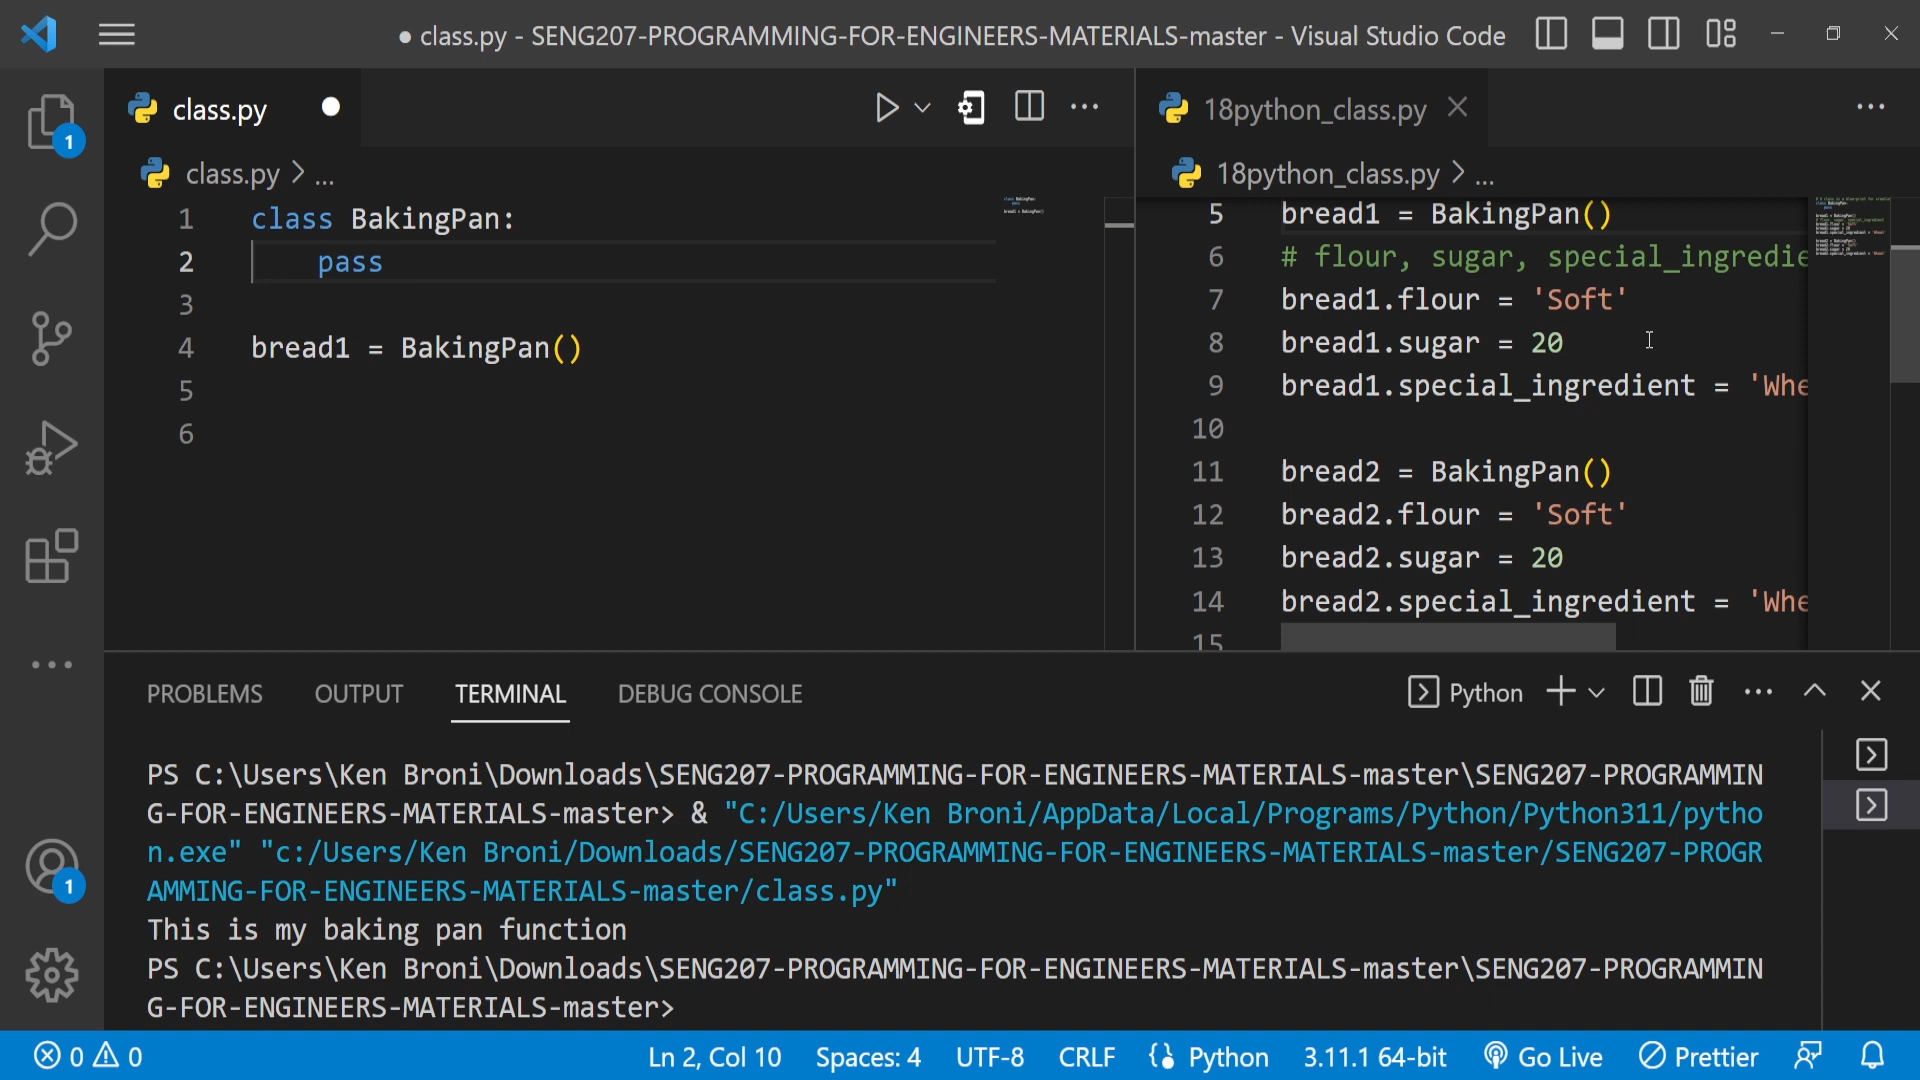 ● class.py - SENG207-PROGRAMMING-FOR-ENGINEERS-MATERIALS-master - Visual Studio Code
class.py
18python_class.py
1
class.py > ...
18python_class.py > ...
1 class BakingPan:
2 pass
3
4 bread1 = BakingPan()
5
6
5 bread1 = BakingPan()
6 # flour, sugar, special_ingredie
7 bread1.flour = 'Soft'
8 bread1.sugar = 20
9 bread1.special_ingredient = 'Whe
10
11 bread2 = BakingPan()
12 bread2.flour = 'Soft'
13 bread2.sugar = 20
14 bread2.special_ingredient = 'Whe
15
PROBLEMS OUTPUT TERMINAL DEBUG CONSOLE
Python
PS C:\Users\Ken Broni\Downloads\SENG207-PROGRAMMING-FOR-ENGINEERS-MATERIALS-master\SENG207-PROGRAMMIN
G-FOR-ENGINEERS-MATERIALS-master> & "C:/Users/Ken Broni/AppData/Local/Programs/Python/Python311/pytho
n.exe" "c:/Users/Ken Broni/Downloads/SENG207-PROGRAMMING-FOR-ENGINEERS-MATERIALS-master/SENG207-PROGR
AMMING-FOR-ENGINEERS-MATERIALS-master/class.py"
This is my baking pan function
PS C:\Users\Ken Broni\Downloads\SENG207-PROGRAMMING-FOR-ENGINEERS-MATERIALS-master\SENG207-PROGRAMMIN
G-FOR-ENGINEERS-MATERIALS-master>
1
0 0 Ln 2, Col 10 Spaces: 4 UTF-8 CRLF Python 3.11.1 64-bit Go Live Prettier